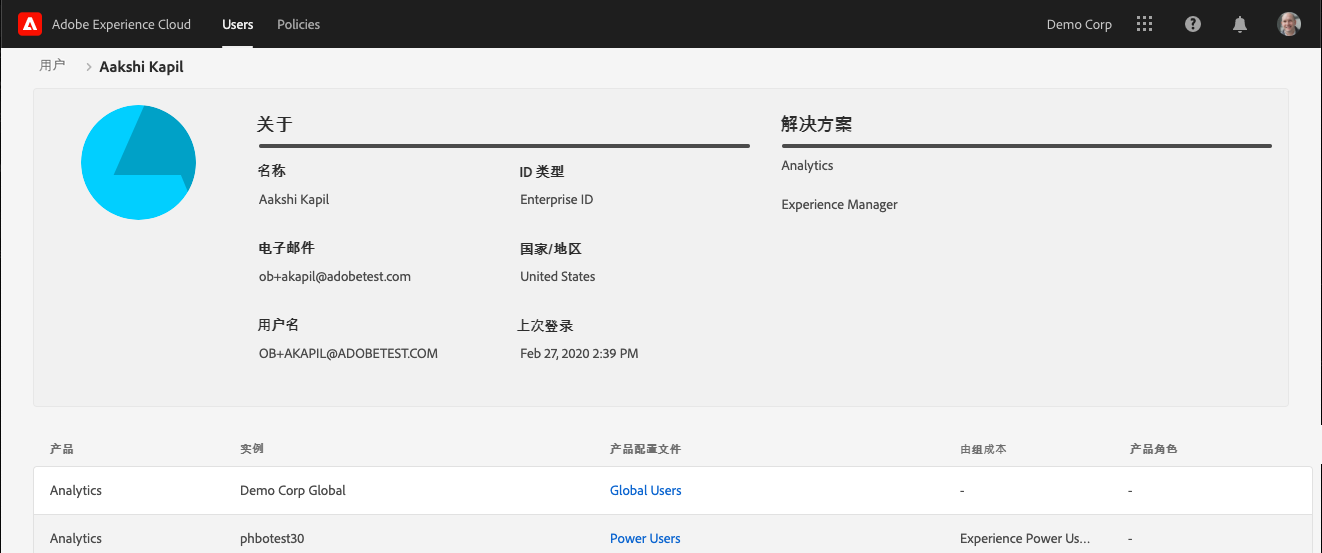 Adobe Experience Cloud Users Policies Demo Corp
用户 > Aakshi Kapil
关于 解决方案
名称 ID 类型 Analytics
Aakshi Kapil Enterprise ID
Experience Manager
电子邮件 国家/地区
ob+akapil@adobetest.com United States
用户名 上次登录
OB+AKAPIL@ADOBETEST.COM Feb 27, 2020 2:39 PM
产品 实例 产品配置文件 由组成本 产品角色
Analytics Demo Corp Global Global Users - -
Analytics phbotest30 Power Users Experience Power Us... -